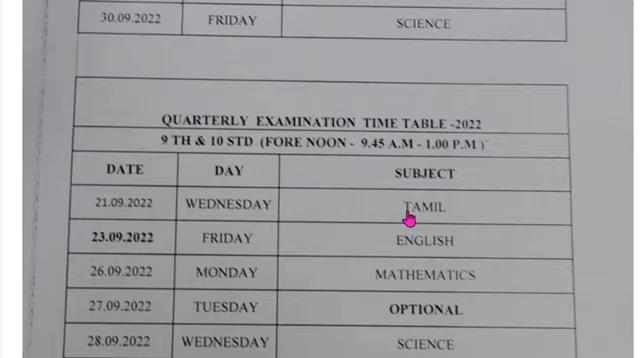 30.09.2022 FRIDAY SCIENCE
QUARTERLY EXAMINATION TIME TABLE -2022
9 TH & 10 STD (FORE NOON - 9.45 A.M - 1.00 P.M )
DATE DAY SUBJECT
21.09.2022 WEDNESDAY TAMIL
23.09.2022 FRIDAY ENGLISH
26.09.2022 MONDAY MATHEMATICS
27.09.2022 TUESDAY OPTIONAL
28.09.2022 WEDNESDAY SCIENCE